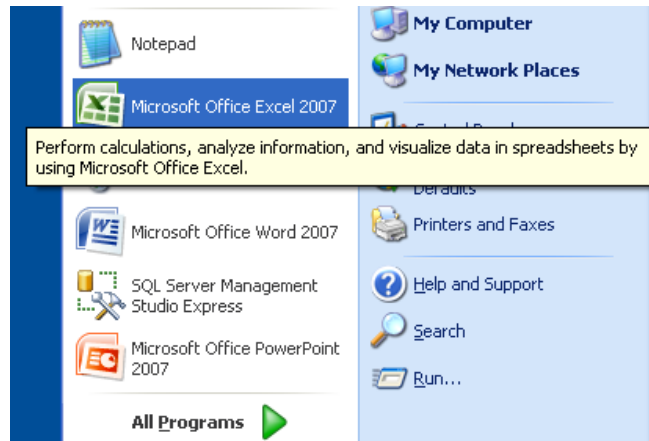 Notepad
Microsoft Office Excel 2007
Perform calculations, analyze information, and visualize data in spreadsheets by
using Microsoft Office Excel.
Microsoft Office Word 2007
SQL Server Management
Studio Express
Microsoft Office PowerPoint
2007
All Programs
My Computer
My Network Places
Defaults
Printers and Faxes
Help and Support
Search
Run...